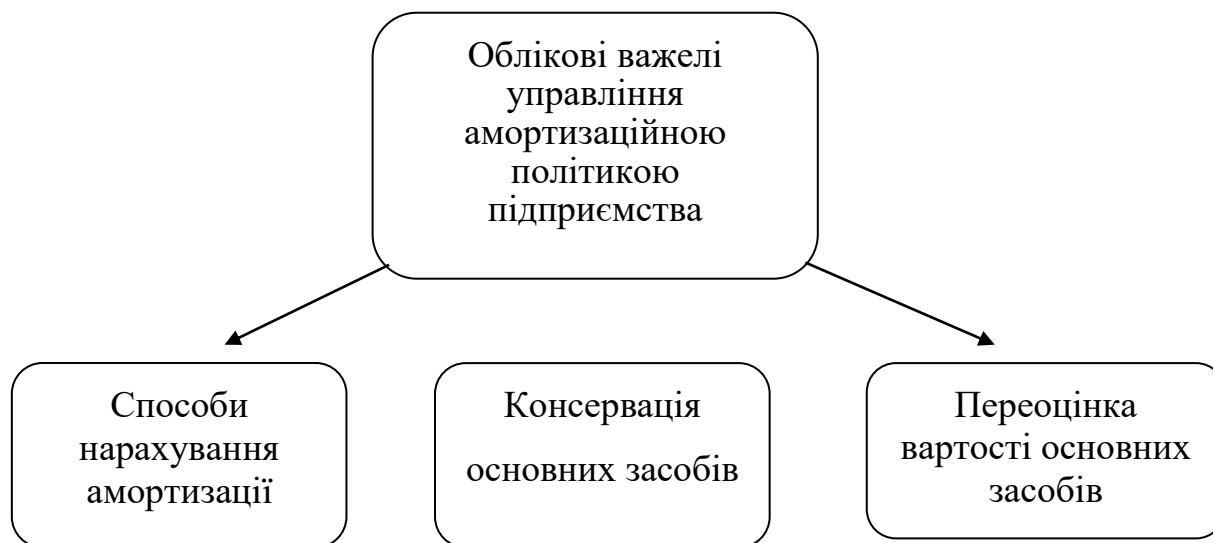 Облікові важелі
управління
амортизаційною
політикою
підприємства
Способи
нарахування
амортизації
Консервація
основних засобів
Переоцінка
вартості основних
засобів